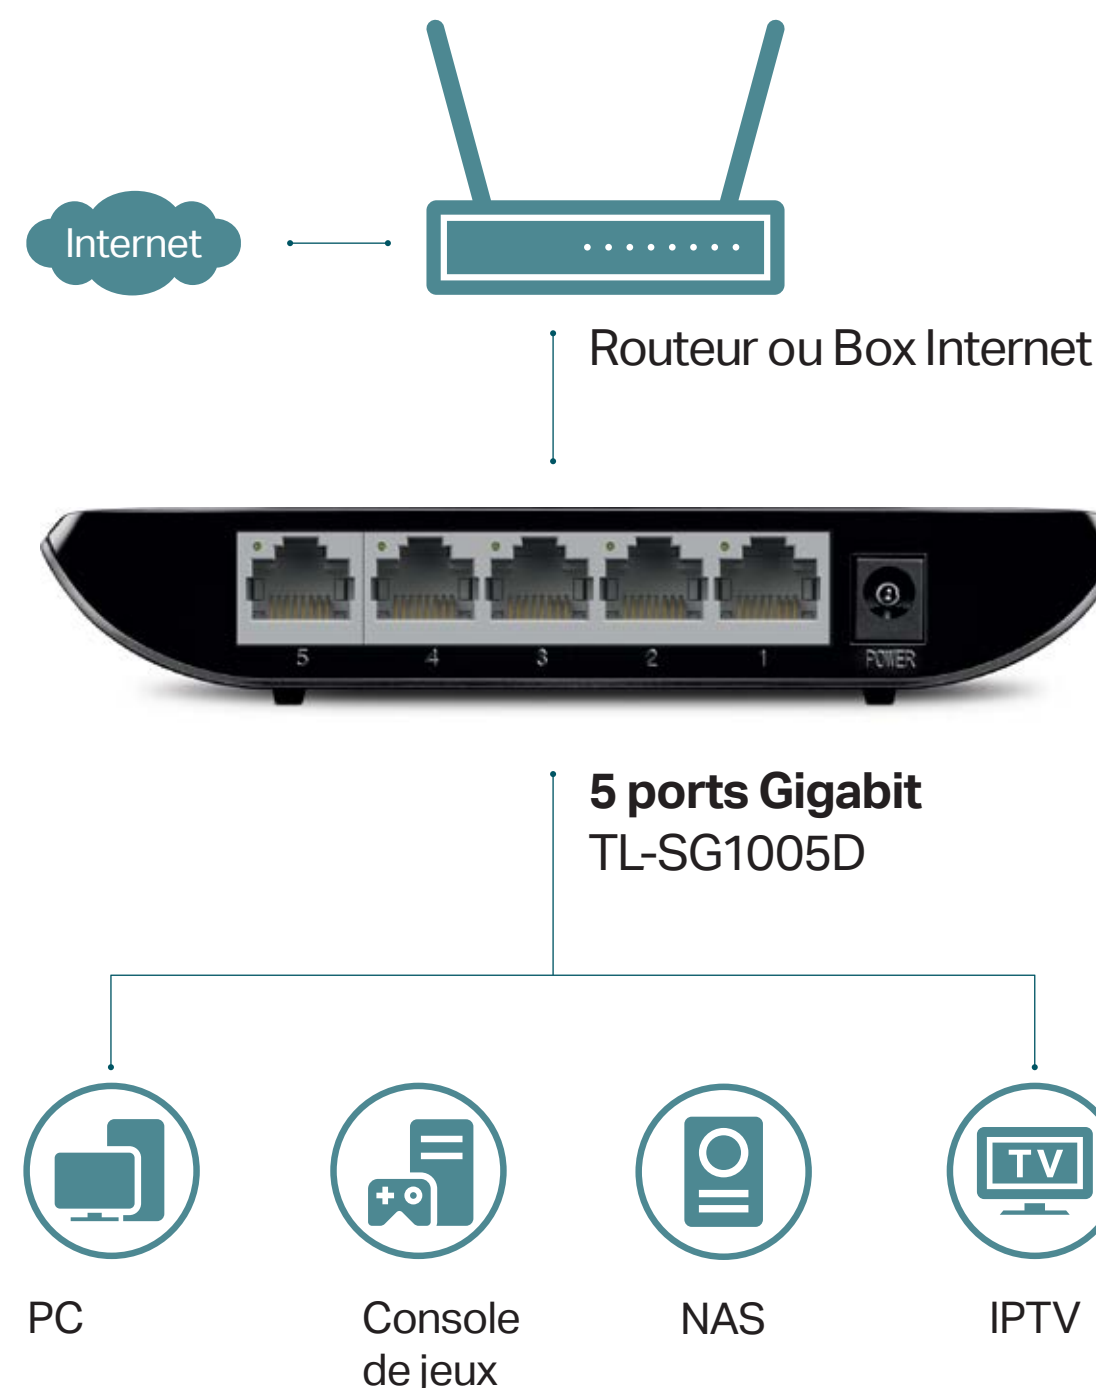 Internet
Routeur ou Box Internet
5 4 3 2 1 POWER
5 ports Gigabit
TL-SG1005D
TV
PC
Console
de jeux
NAS
IPTV